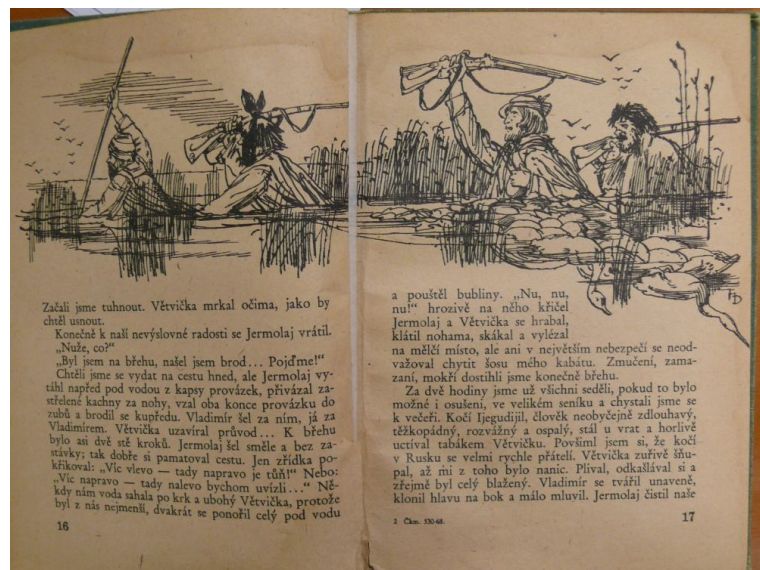 Začali jsme tuhnout. Větvička mrkal očima, jako by
chtěl usnout.
Konečně k naší nevýslovné radosti se Jermolaj vrátil.
„Nuže, co?“
„Byl jsem na břehu, našel jsem brod... Pojďme!“
Chtěli jsme se vydat na cestu hned, ale Jermolaj vy-
táhl napřed pod vodou z kapsy provázek, přivázal za-
střelené kachny za nohy, vzal oba konce provázku do
zubů a brodil se kupředu. Vladimír šel za ním, já za
Vladimírem. Větvička uzavíral průvod... K břehu
bylo asi dvě stě kroků. Jermolaj šel směle a bez za-
stávky; tak dobře si pamatoval cestu. Jen zřídka po-
křikoval: „Víc vlevo — tady napravo je tůň!“ Nebo:
„Víc napravo — tady nalevo bychom uvízli...“ Ně-
kdy nám voda sahala po krk a ubohý Větvička, protože
byl z nás nejmenší, dvakrát se ponořil celý pod vodu
16
HD
a pouštěl bubliny. „Nu, nu,
nu!“ hrozivě na něho křičel
Jermolaj a Větvička se hrabal,
klátil nohama, skákal a vylézal
na mělčí místo, ale ani v největším nebezpečí se neod-
važoval chytit šosu mého kabátu. Zmučení, zama-
zaní, mokří dostihli jsme konečně břehu.
Za dvě hodiny jsme už všichni seděli, pokud to bylo
možné i osušeni, ve velikém seníku a chystali jsme se
k večeři. Kočí Ijegudijil, člověk neobyčejně zdlouhavý,
těžkopádný, rozvážný a ospalý, stál u vrat a horlivě
uctíval tabákem Větvičku. Povšiml jsem si, že kočí
v Rusku se velmi rychle přátelí. Větvička zuřivě šňu-
pal, až mi z toho bylo nanic. Plival, odkašlával si a
zřejmě byl celý blažený. Vladimír se tvářil unaveně,
klonil hlavu na bok a málo mluvil. Jermolaj čistil naše
2 Čkm. 530-68.
17